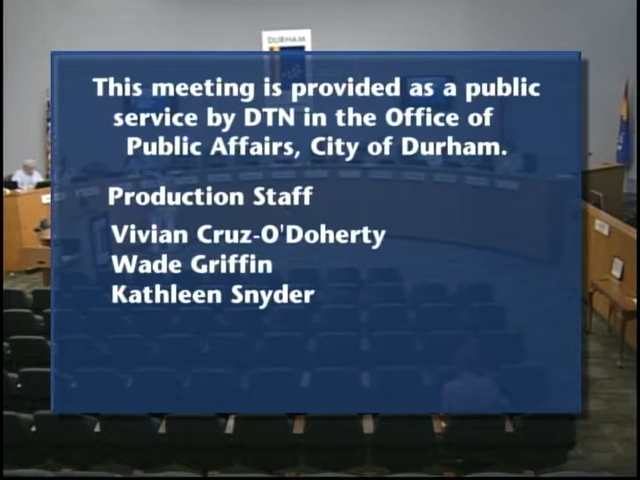 DURHAM
This meeting is provided as a public
service by DTN in the Office of
Public Affairs, City of Durham.
Production Staff
Vivian Cruz-O'Doherty
Wade Griffin
Kathleen Snyder